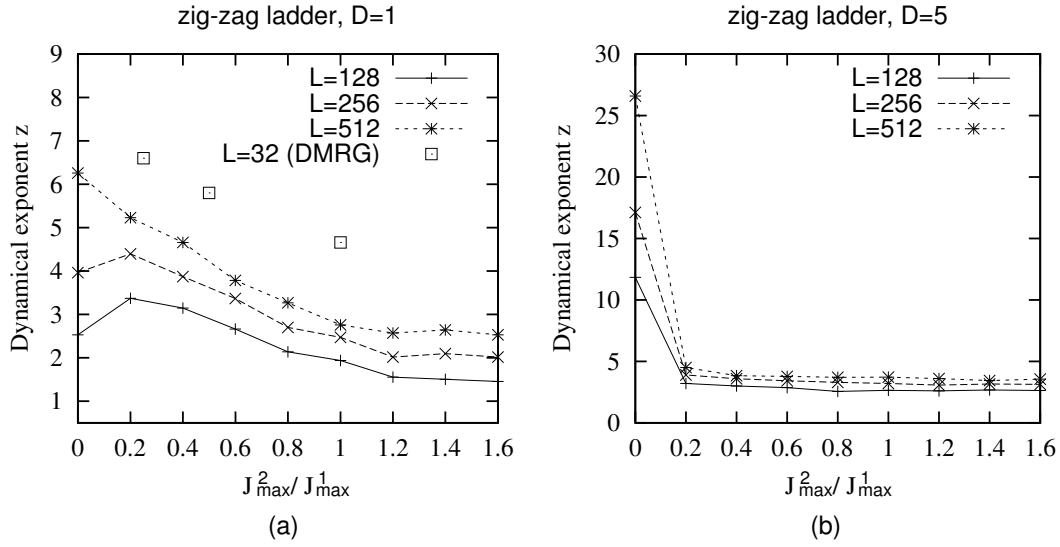 zig-zag ladder, D=1
9
8
7
6
5
4
3
2
1
Dynamical exponent z
L=128
L=256
L=512
L=32 (DMRG)
0 0.2 0.4 0.6 0.8 1 1.2 1.4 1.6
J²max/ J¹max
(a)
zig-zag ladder, D=5
30
25
20
15
10
5
0
Dynamical exponent z
L=128
L=256
L=512
0 0.2 0.4 0.6 0.8 1 1.2 1.4 1.6
J²max/ J¹max
(b)